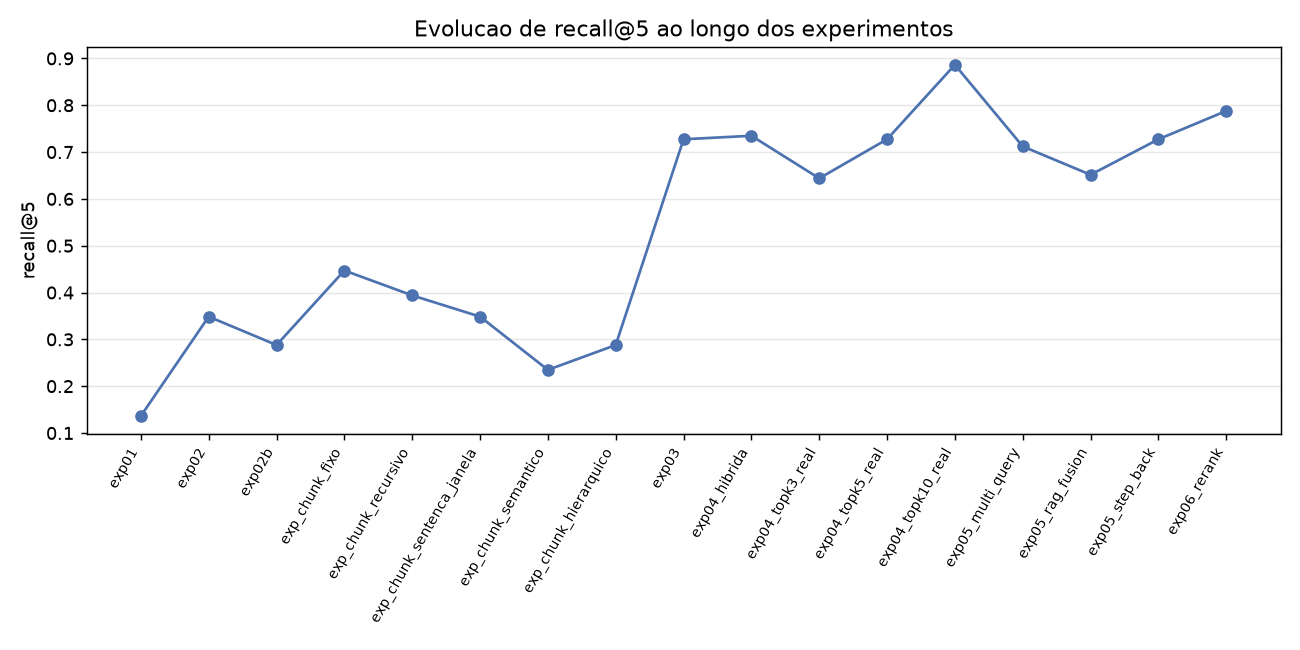 Evolucao de recall@5 ao longo dos experimentos
recall@5
0.9
0.8
0.7
0.6
0.5
0.4
0.3
0.2
0.1
exp01
exp02
exp02b
exp_chunk_fixo
exp_chunk_recursivo
exp_chunk_sentenca_janela
exp_chunk_semantico
exp_chunk_hierarquico
exp03
exp04_hibrida
exp04_topk3_real
exp04_topk5_real
exp04_topk10_real
exp05_multi_query
exp05_rag_fusion
exp05_step_back
exp06_rerank